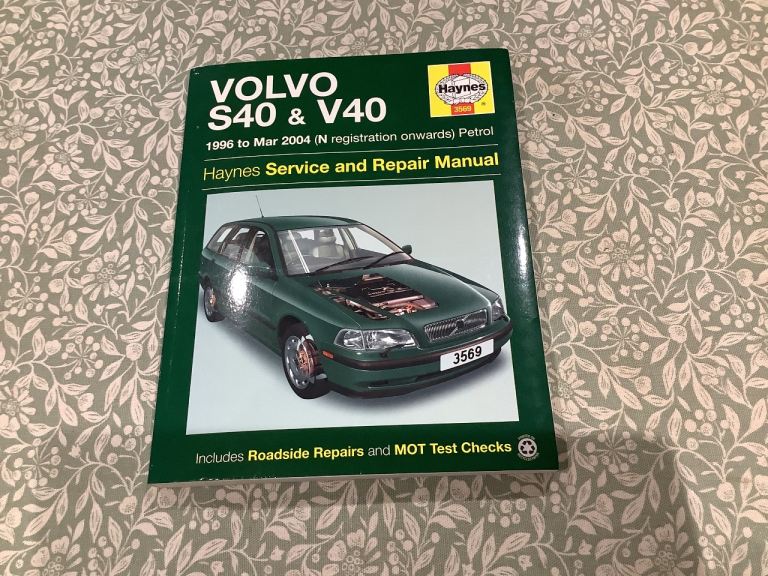 VOLVO
S40 & V40
Haynes
3569
1996 to Mar 2004 (N registration onwards) Petrol
Haynes Service and Repair Manual
3569
Includes Roadside Repairs and MOT Test Checks